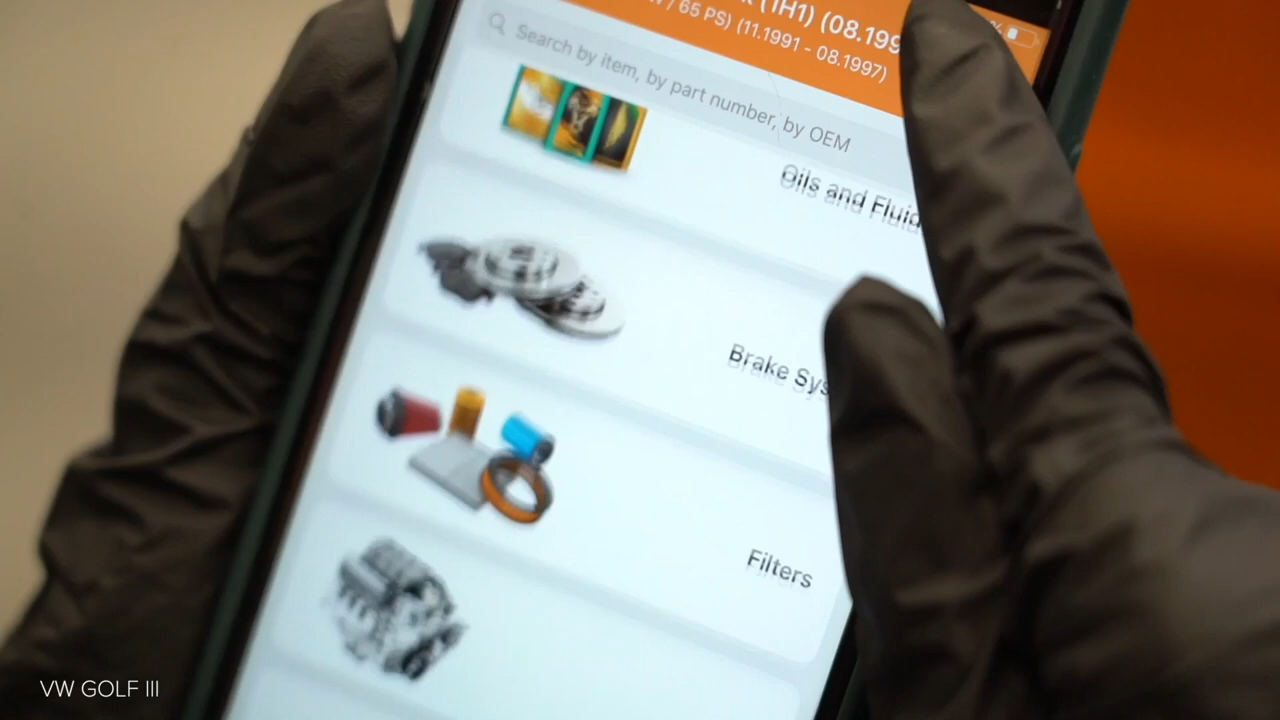 (1H1) (08.199
/ 65 PS) (11.1991 - 08.1997)
%
Search by item, by part number, by OEM
Oils and Fluid
Brake Sys
Filters
VW GOLF III